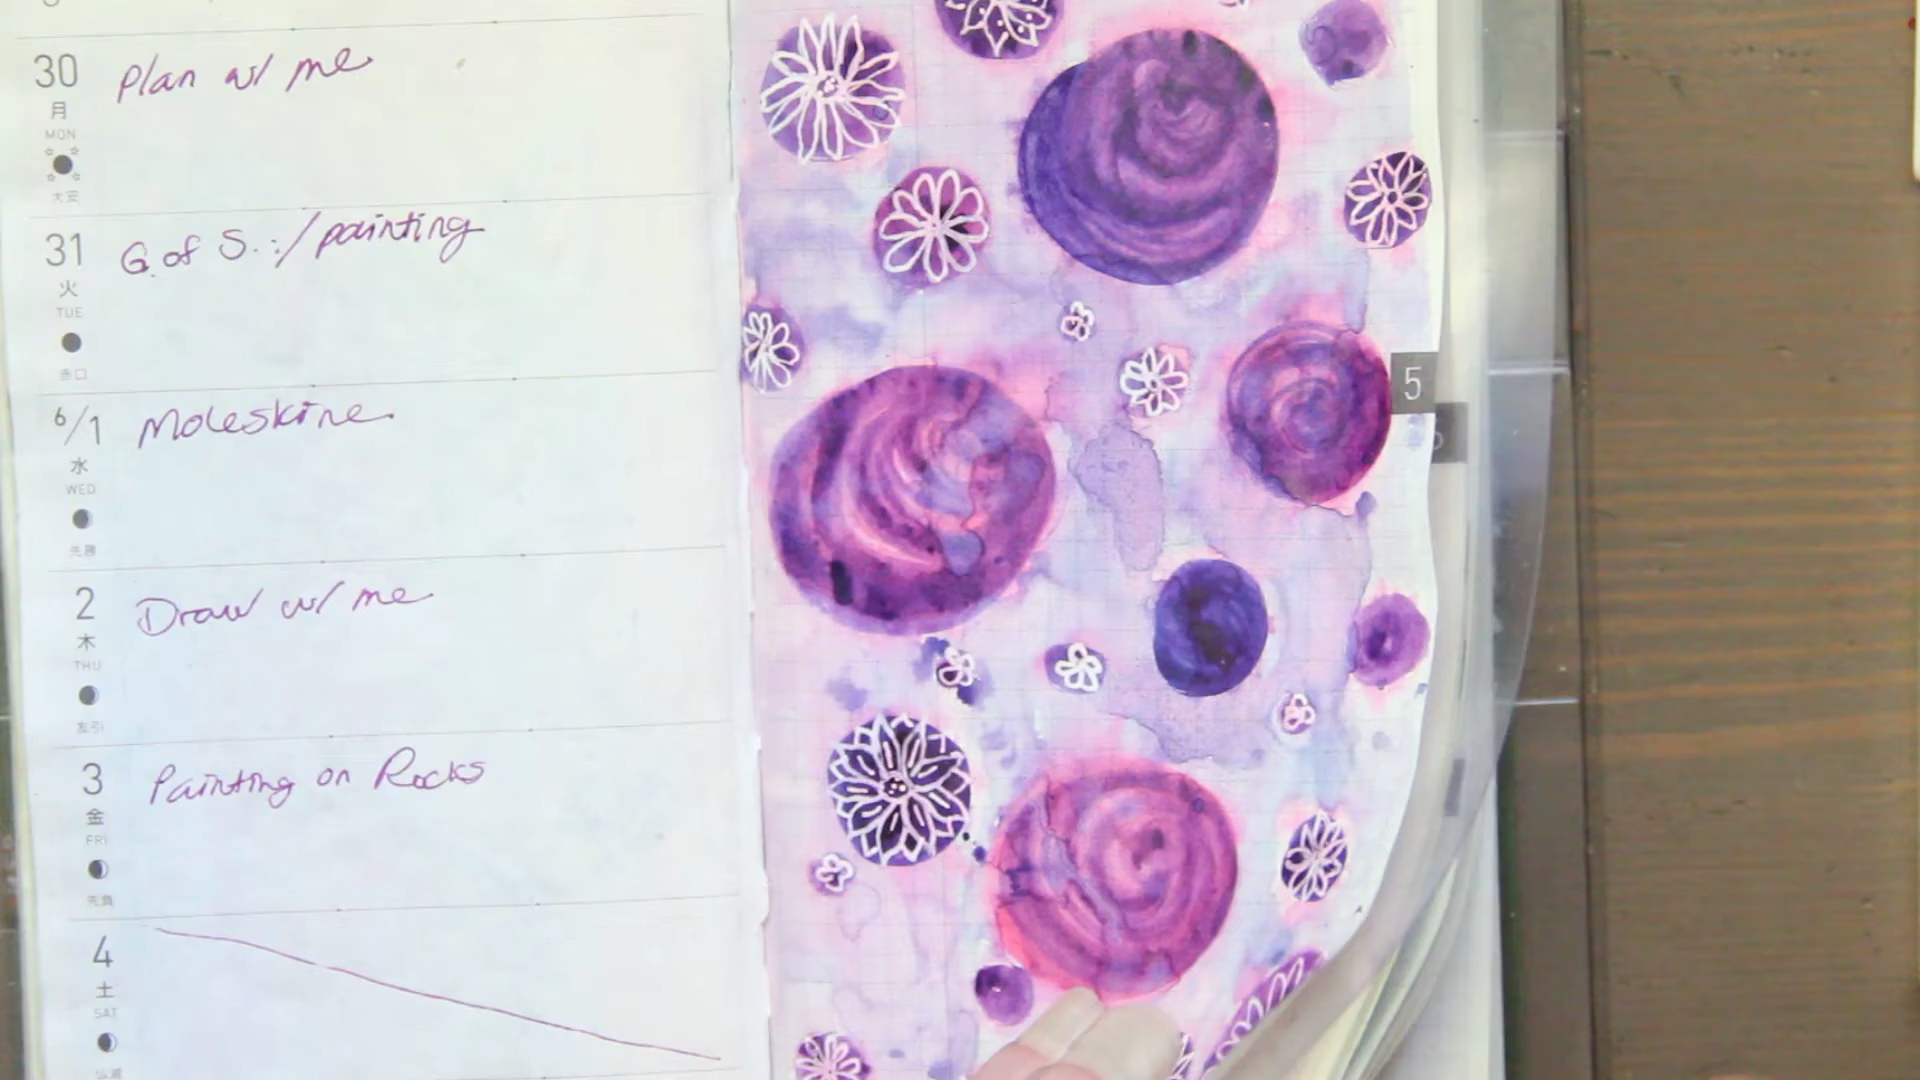 30
Plan w/ me
月
MON
大安
31
G. of S. :/ painting
火
TUE
赤口
6/1
Moleskine
水
WED
先勝
2
Draw w/ me
木
THU
友引
3
Painting on Rocks
金
FRI
先負
4
土
SAT
仏滅
5